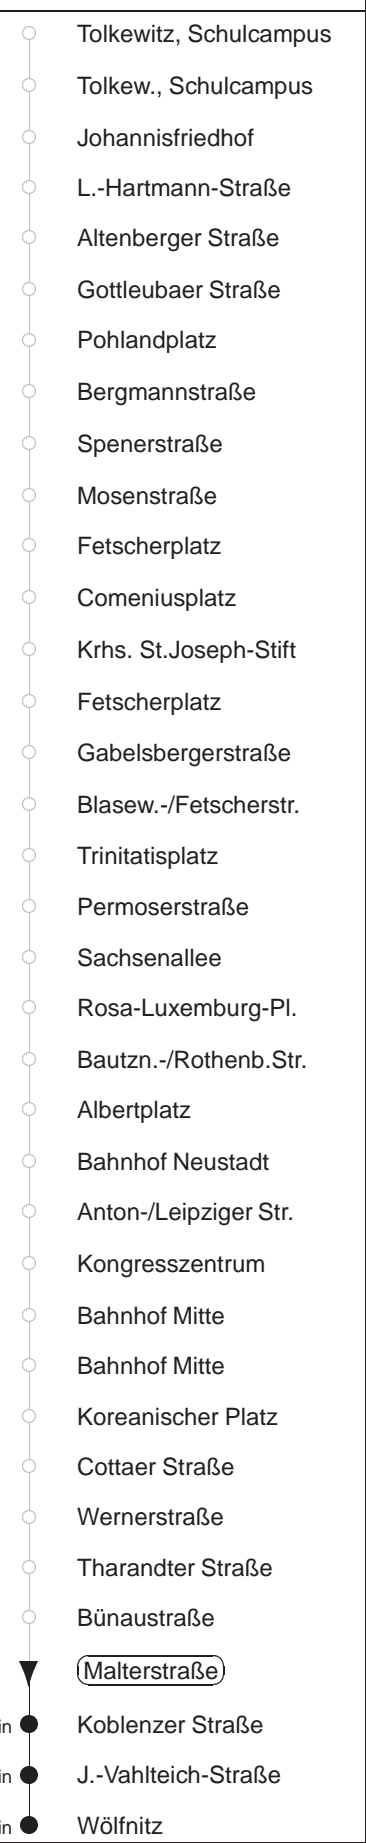 Tolkewitz, Schulcampus
Tolkew., Schulcampus
Johannisfriedhof
L.-Hartmann-Straße
Altenberger Straße
Gottleubaer Straße
Pohlandplatz
Bergmannstraße
Spenerstraße
Mosenstraße
Fetscherplatz
Comeniusplatz
Krhs. St.Joseph-Stift
Fetscherplatz
Gabelsbergerstraße
Blasew.-/Fetscherstr.
Trinitatisplatz
Permoserstraße
Sachsenallee
Rosa-Luxemburg-Pl.
Bautzn.-/Rothenb.Str.
Albertplatz
Bahnhof Neustadt
Anton-/Leipziger Str.
Kongresszentrum
Bahnhof Mitte
Bahnhof Mitte
Koreanischer Platz
Cottaer Straße
Wernerstraße
Tharandter Straße
Bünaustraße
Malterstraße
in Koblenzer Straße
in J.-Vahlteich-Straße
in Wölfnitz